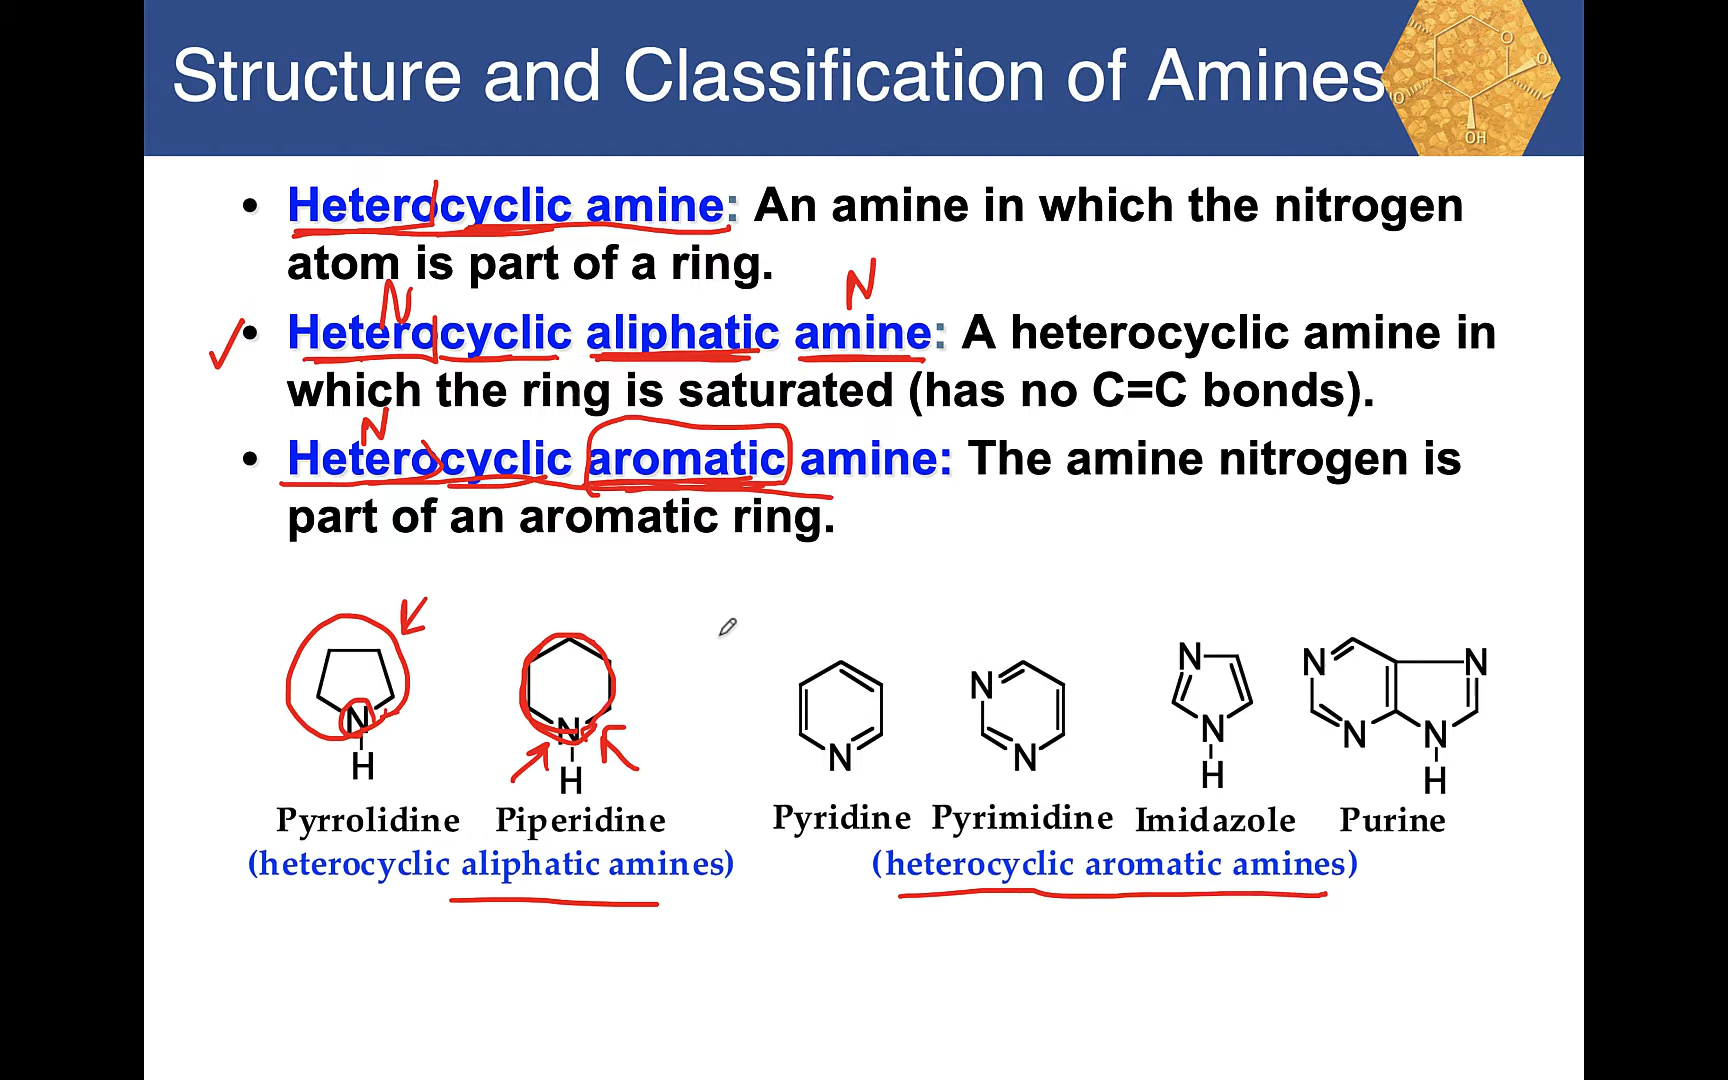 Structure and Classification of Amines
O
O
O
OH
• Heterocyclic amine: An amine in which the nitrogen
atom is part of a ring.
N
N
• Heterocyclic aliphatic amine: A heterocyclic amine in
which the ring is saturated (has no C=C bonds).
N
• Heterocyclic aromatic amine: The amine nitrogen is
part of an aromatic ring.
N
H
N
H
N
N
N
N
N
H
N
N
N
N
H
Pyrrolidine Piperidine Pyridine Pyrimidine Imidazole Purine
(heterocyclic aliphatic amines) (heterocyclic aromatic amines)